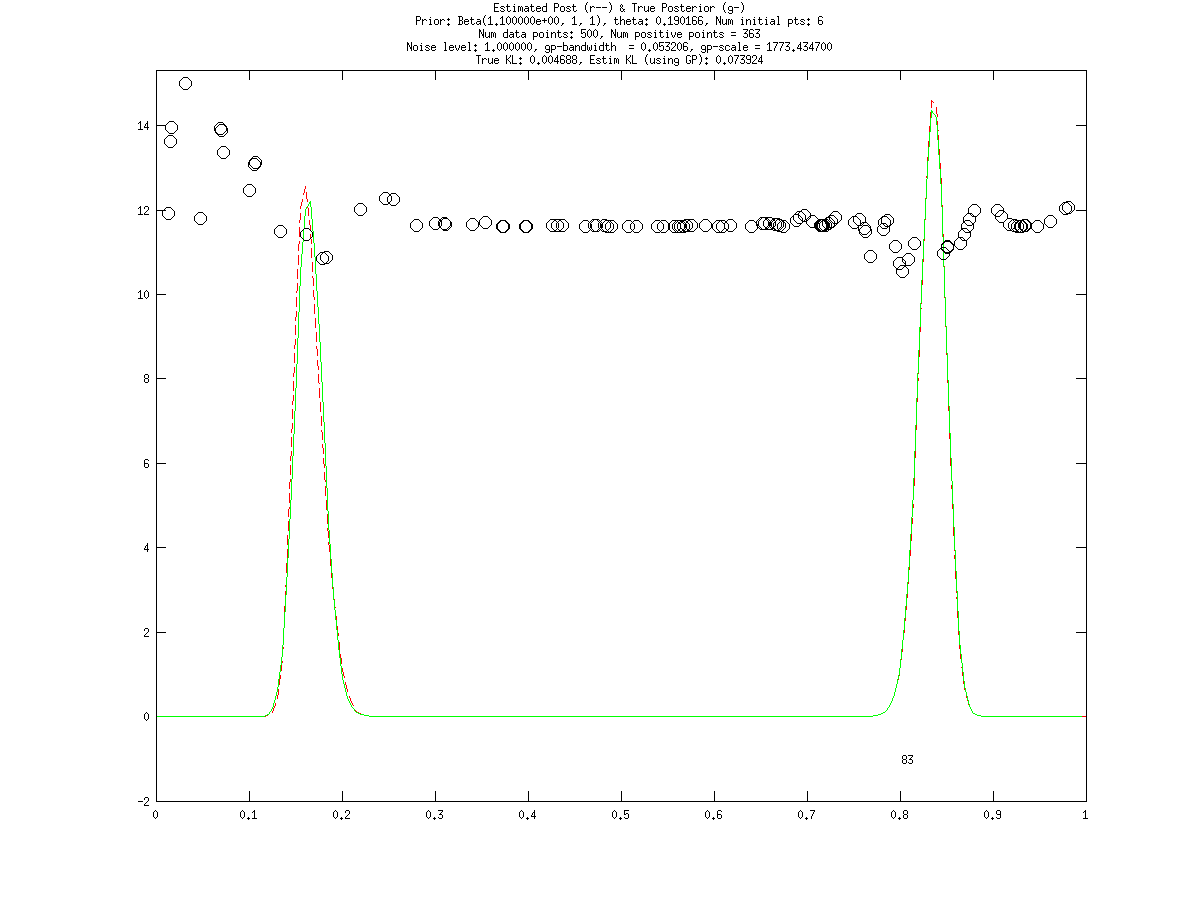 Estimated Post (r--) & True Posterior (g-)
Prior: Beta(1.100000e+00, 1, 1), theta: 0.190166, Num initial pts: 6
Num data points: 500, Num positive points = 363
Noise level: 1.000000, gp-bandwidth  = 0.053206, gp-scale = 1773.434700
True KL: 0.004688, Estim KL (using GP): 0.073924
14
12
10
8
6
4
2
0
83
-2
0 0.1 0.2 0.3 0.4 0.5 0.6 0.7 0.8 0.9 1